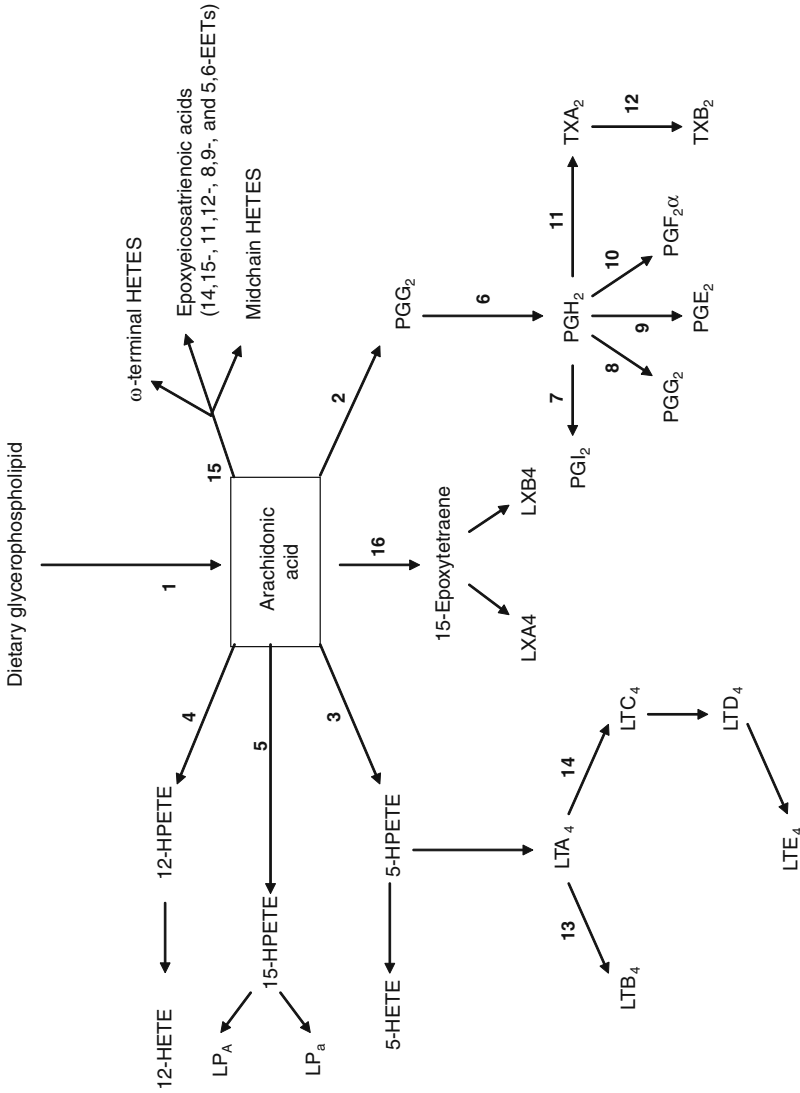 Dietary glycerophospholipid
1
Arachidonic
acid
15
ω-terminal HETES
Epoxyeicosatrienoic acids
(14,15-, 11,12-, 8,9-, and 5,6-EETs)
Midchain HETES
4
12-HPETE
12-HETE
5
15-HPETE
LP_A
LP_a
3
5-HPETE
5-HETE
LTA₄
13
LTB₄
14
LTC₄
LTD₄
LTE₄
16
15-Epoxytetraene
LXA4
LXB4
2
PGG₂
6
PGH₂
7
PGI₂
8
PGG₂
9
PGE₂
10
PGF₂α
11
TXA₂
12
TXB₂